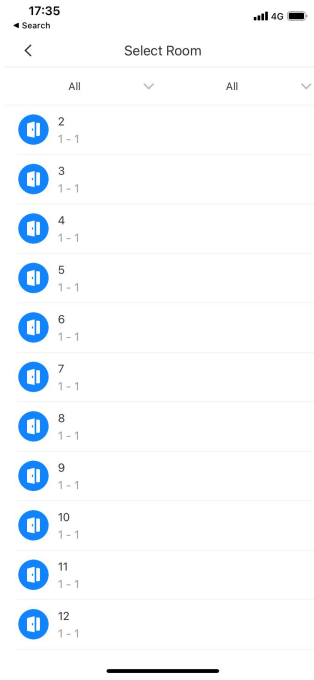 17:35
4G
◀ Search
Select Room
All All
2
1 - 1
3
1 - 1
4
1 - 1
5
1 - 1
6
1 - 1
7
1 - 1
8
1 - 1
9
1 - 1
10
1 - 1
11
1 - 1
12
1 - 1